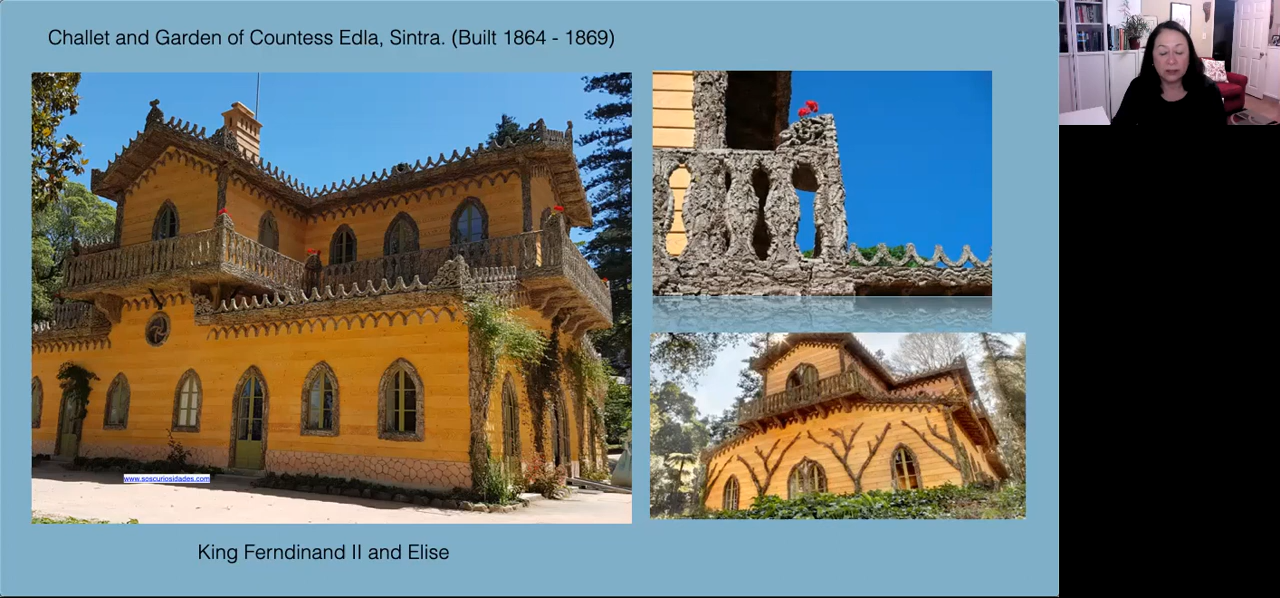 Challet and Garden of Countess Edla, Sintra. (Built 1864 - 1869)
www.soscuriosidades.com
King Ferndinand II and Elise